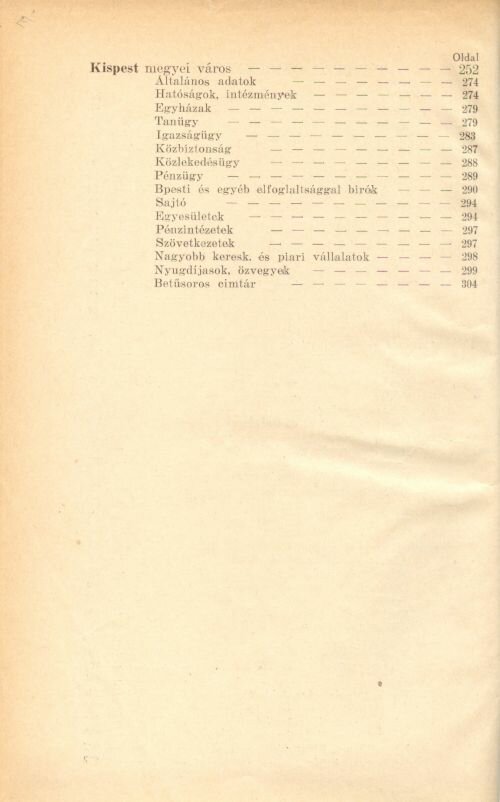 Oldal
Kispest megyei város — — — — — — — — — — 252
Általános adatok — — — — — — — — 274
Hatóságok, intézmények — — — — — — — 274
Egyházak — — — — — — — — — — — 279
Tanügy — — — — — — — — — — — 279
Igazságügy — — — — — — — — — — 283
Közbiztonság — — — — — — — — — 287
Közlekedésügy — — — — — — — — — 288
Pénzügy — — — — — — — — — — — 289
Bpesti és egyéb elfoglaltsággal birók — — — 290
Sajtó — — — — — — — — — — — 294
Egyesületek — — — — — — — — — — 294
Pénzintézetek — — — — — — — — — 297
Szövetkezetek — — — — — — — — — 297
Nagyobb keresk. és piari vállalatok — — — — 298
Nyugdíjasok, özvegyek — — — — — — — 299
Betűsoros cimtár — — — — — — — — 304